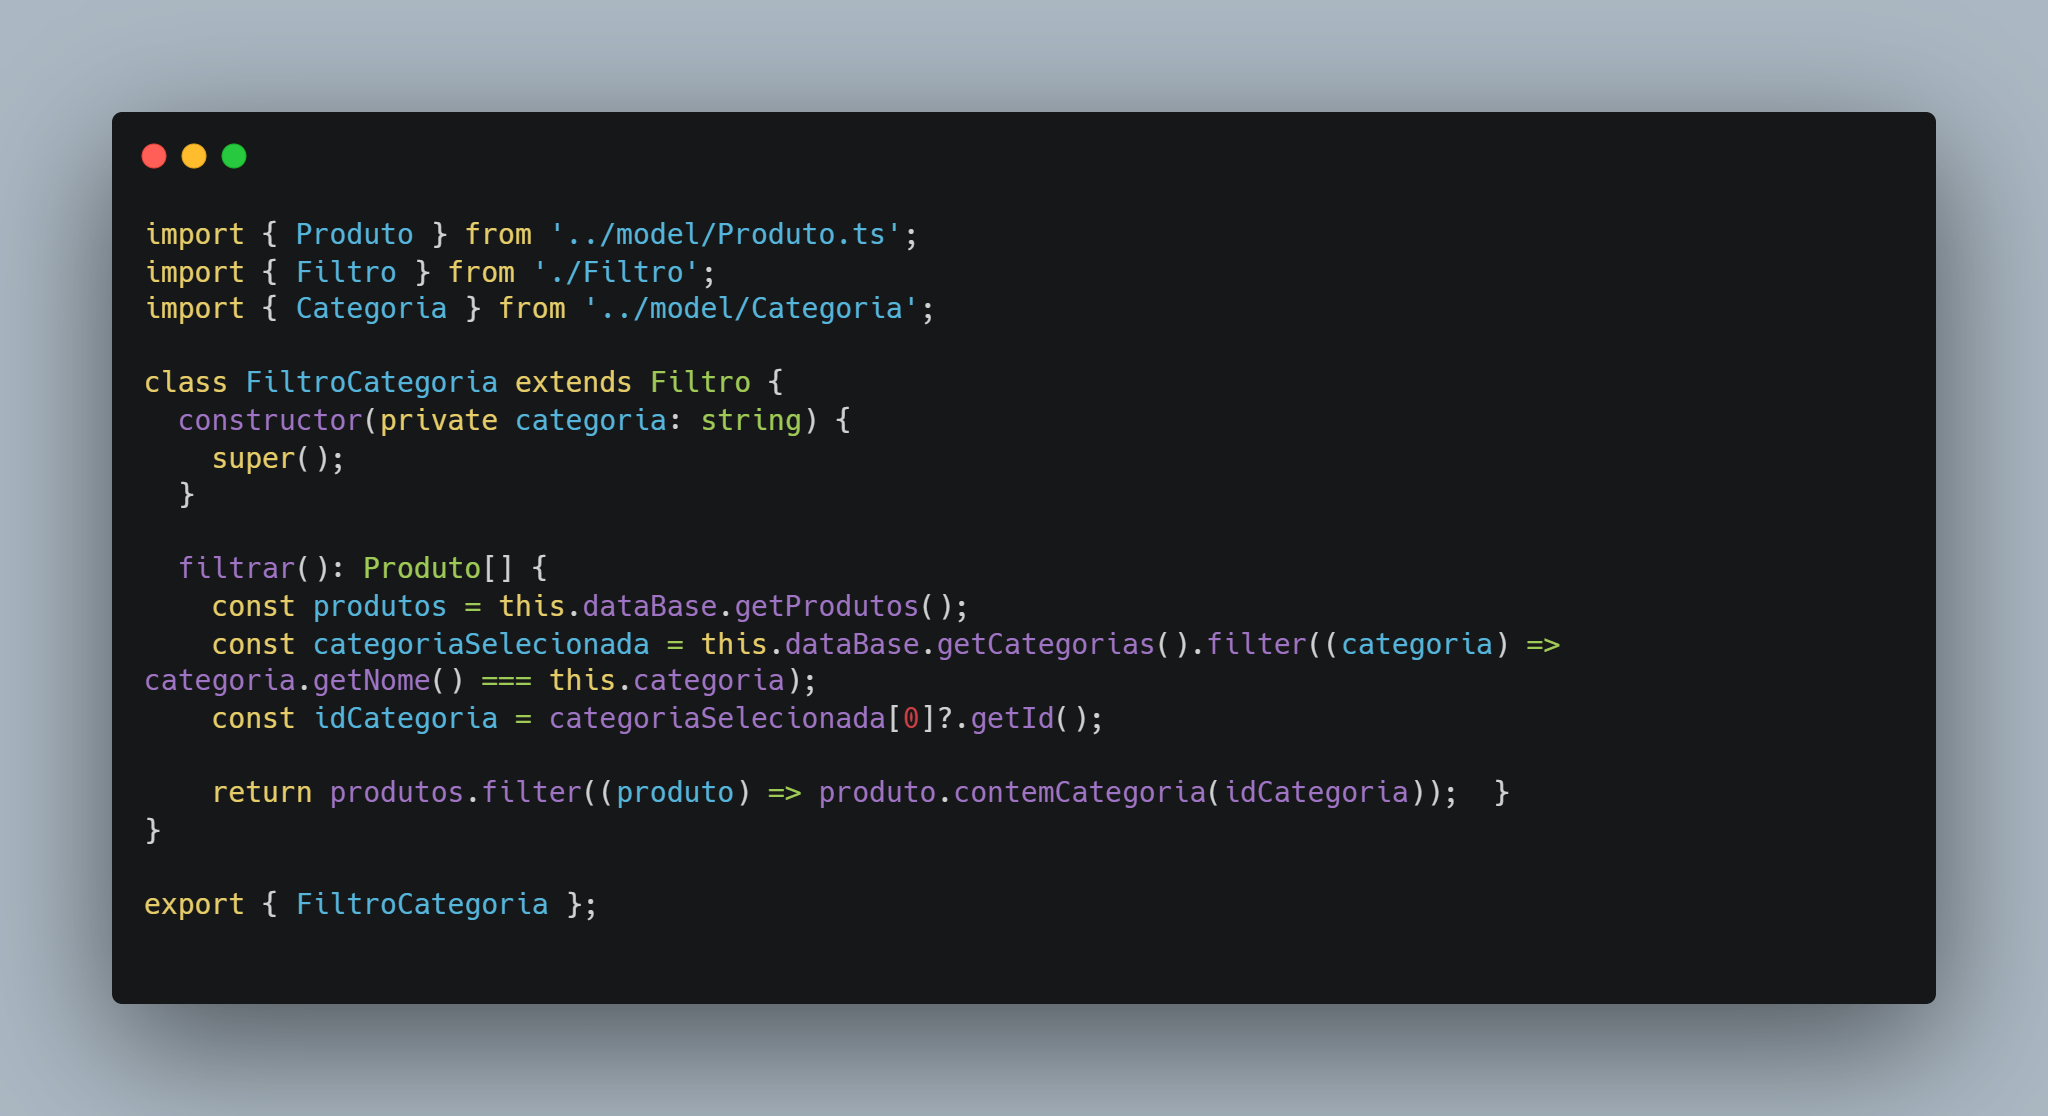 import { Produto } from '../model/Produto.ts';
import { Filtro } from './Filtro';
import { Categoria } from '../model/Categoria';

class FiltroCategoria extends Filtro {
  constructor(private categoria: string) {
    super();
  }

  filtrar(): Produto[] {
    const produtos = this.dataBase.getProdutos();
    const categoriaSelecionada = this.dataBase.getCategorias().filter((categoria) =>
categoria.getNome() === this.categoria);
    const idCategoria = categoriaSelecionada[0]?.getId();

    return produtos.filter((produto) => produto.contemCategoria(idCategoria));  }
}

export { FiltroCategoria };